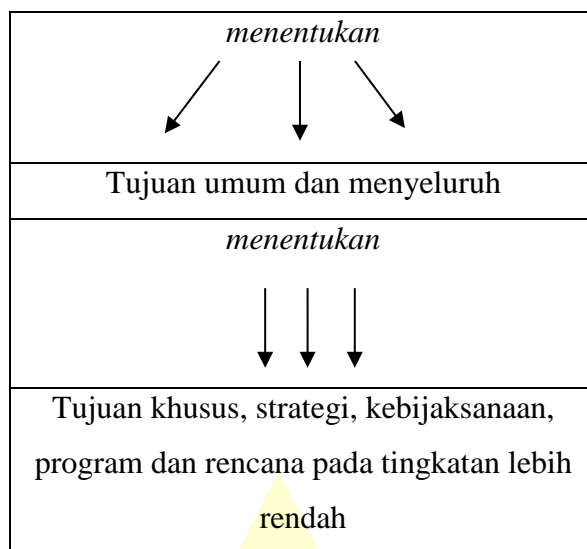 menentukan
Tujuan umum dan menyeluruh
menentukan
Tujuan khusus, strategi, kebijaksanaan,
program dan rencana pada tingkatan lebih
rendah